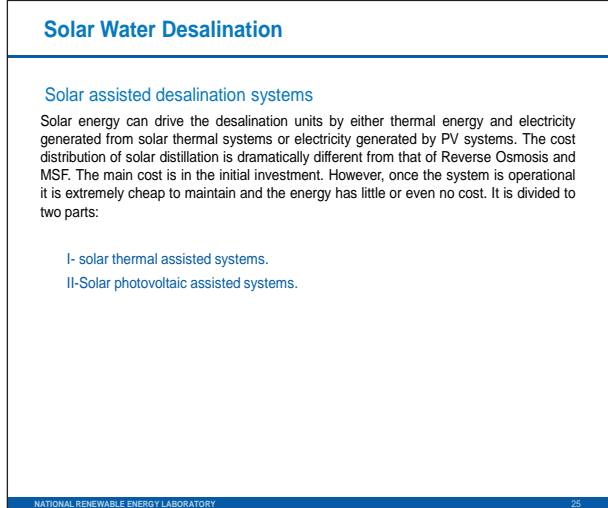 Solar Water Desalination
Solar assisted desalination systems
Solar energy can drive the desalination units by either thermal energy and electricity
generated from solar thermal systems or electricity generated by PV systems. The cost
distribution of solar distillation is dramatically different from that of Reverse Osmosis and
MSF. The main cost is in the initial investment. However, once the system is operational
it is extremely cheap to maintain and the energy has little or even no cost. It is divided to
two parts:
I- solar thermal assisted systems.
II-Solar photovoltaic assisted systems.
NATIONAL RENEWABLE ENERGY LABORATORY 25